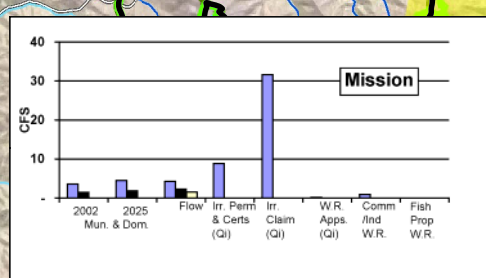 40
30
20
10
-
CFS
Mission
2002 2025 Flow Irr. Perm Irr. W.R. Comm Fish
Mun. & Dom. & Certs Claim Apps. /Ind Prop
(Qi) (Qi) (Qi) W.R. W.R.